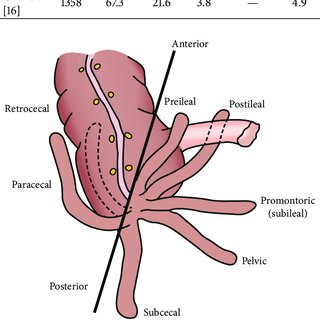 1358 67.3 21.6 3.8 — 4.9
[16]
Anterior
Preileal
Postileal
Retrocecal
Paracecal
Promontoric
(subileal)
Pelvic
Posterior
Subcecal